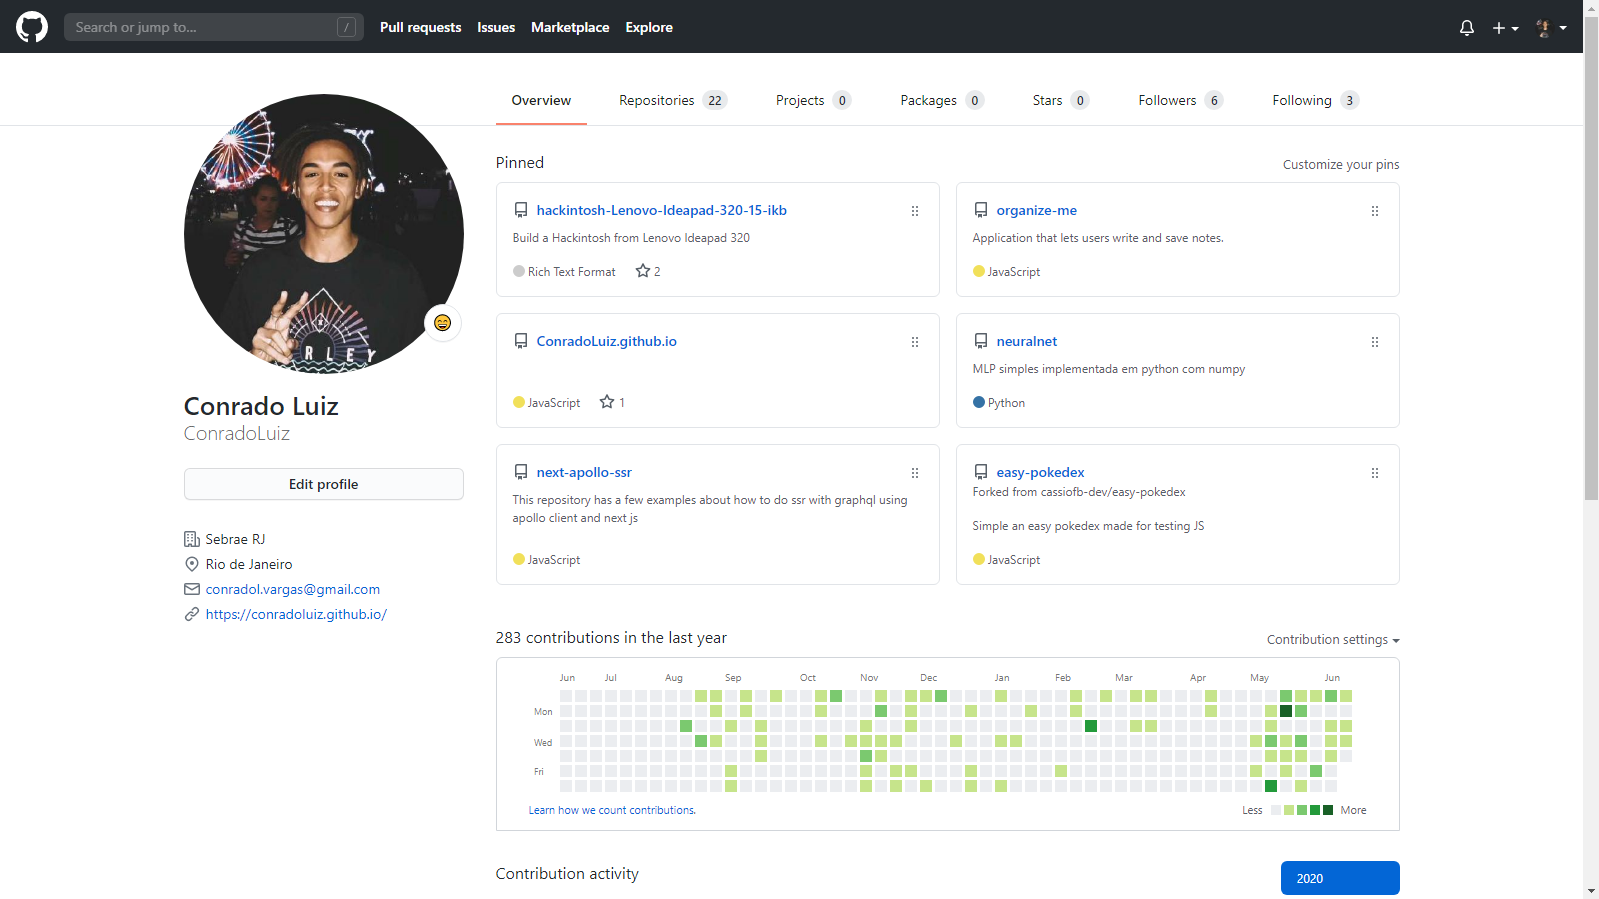 Search or jump to... / Pull requests Issues Marketplace Explore
Overview Repositories 22 Projects 0 Packages 0 Stars 0 Followers 6 Following 3
RLEY
Conrado Luiz
ConradoLuiz
Edit profile
Sebrae RJ
Rio de Janeiro
conradol.vargas@gmail.com
https://conradoluiz.github.io/
Pinned Customize your pins
hackintosh-Lenovo-Ideapad-320-15-ikb
Build a Hackintosh from Lenovo Ideapad 320
Rich Text Format 2
organize-me
Application that lets users write and save notes.
JavaScript
ConradoLuiz.github.io
JavaScript 1
neuralnet
MLP simples implementada em python com numpy
Python
next-apollo-ssr
This repository has a few examples about how to do ssr with graphql using
apollo client and next js
JavaScript
easy-pokedex
Forked from cassiofb-dev/easy-pokedex
Simple an easy pokedex made for testing JS
JavaScript
283 contributions in the last year Contribution settings
Jun Jul Aug Sep Oct Nov Dec Jan Feb Mar Apr May Jun
Mon
Wed
Fri
Learn how we count contributions. Less More
Contribution activity 2020